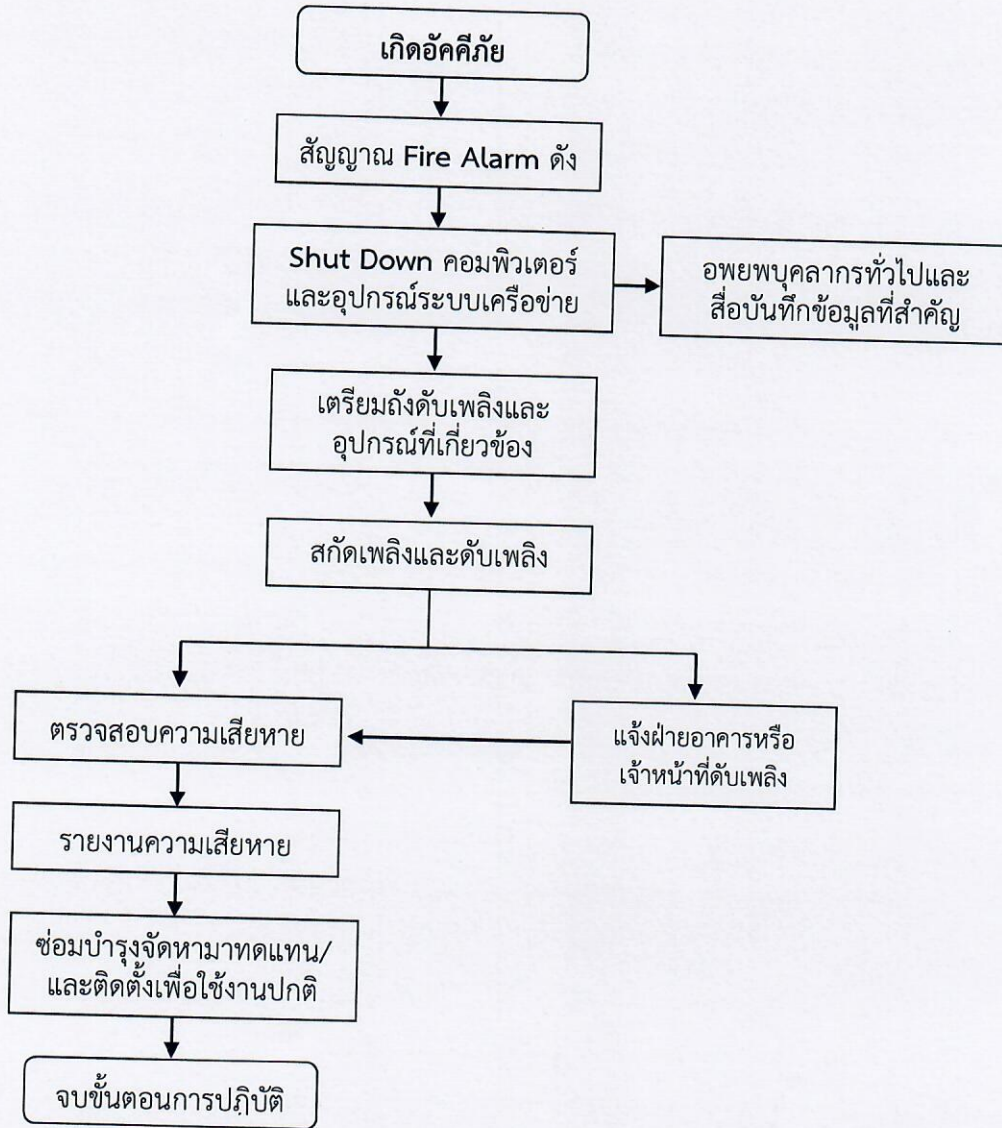 เกิดอัคคีภัย
สัญญาณ Fire Alarm ดัง
Shut Down คอมพิวเตอร์
และอุปกรณ์ระบบเครือข่าย
อพยพบุคลากรทั่วไปและ
สื่อบันทึกข้อมูลที่สำคัญ
เตรียมถังดับเพลิงและ
อุปกรณ์ที่เกี่ยวข้อง
สกัดเพลิงและดับเพลิง
ตรวจสอบความเสียหาย
แจ้งฝ่ายอาคารหรือ
เจ้าหน้าที่ดับเพลิง
รายงานความเสียหาย
ซ่อมบำรุงจัดหามาทดแทน/
และติดตั้งเพื่อใช้งานปกติ
จบขั้นตอนการปฏิบัติ